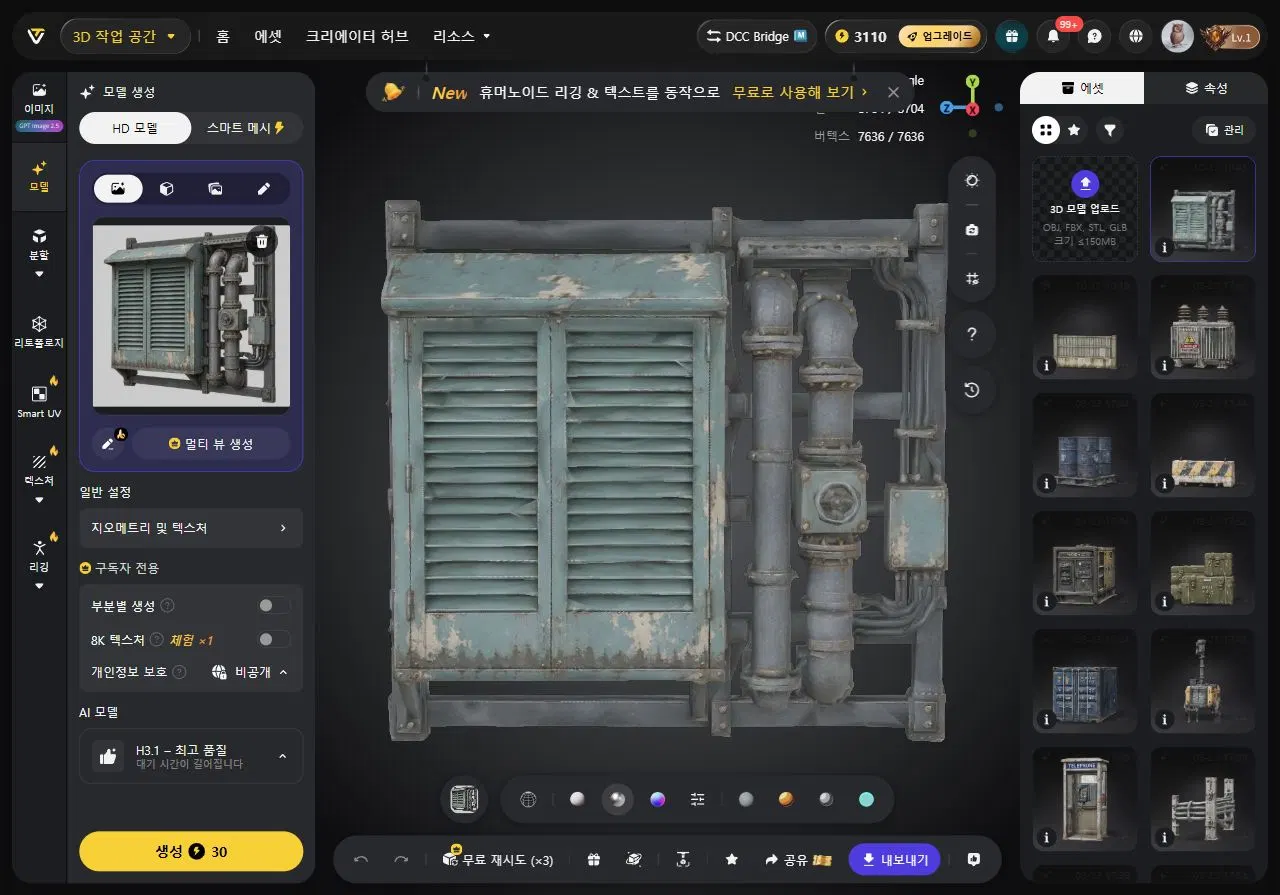 3D 작업 공간
홈
에셋
크리에이터 허브
리소스
DCC Bridge
3110
업그레이드
99+
Lv.1
이미지
GPT Image 2.5
모델
분할
리토폴로지
Smart UV
텍스처
리깅
모델 생성
HD 모델
스마트 메시
멀티 뷰 생성
일반 설정
지오메트리 및 텍스처
구독자 전용
부분별 생성
8K 텍스처 체험 ×1
개인정보 보호
비공개
AI 모델
H3.1 – 최고 품질
대기 시간이 길어집니다
생성 30
New 휴머노이드 리깅 & 텍스트를 동작으로 무료로 사용해 보기
버텍스 7636 / 7636
Y
Z
X
?
무료 재시도 (×3)
공유
내보내기
에셋
속성
관리
3D 모델 업로드
OBJ, FBX, STL, GLB
크기 ≤150MB
TELEPHONE